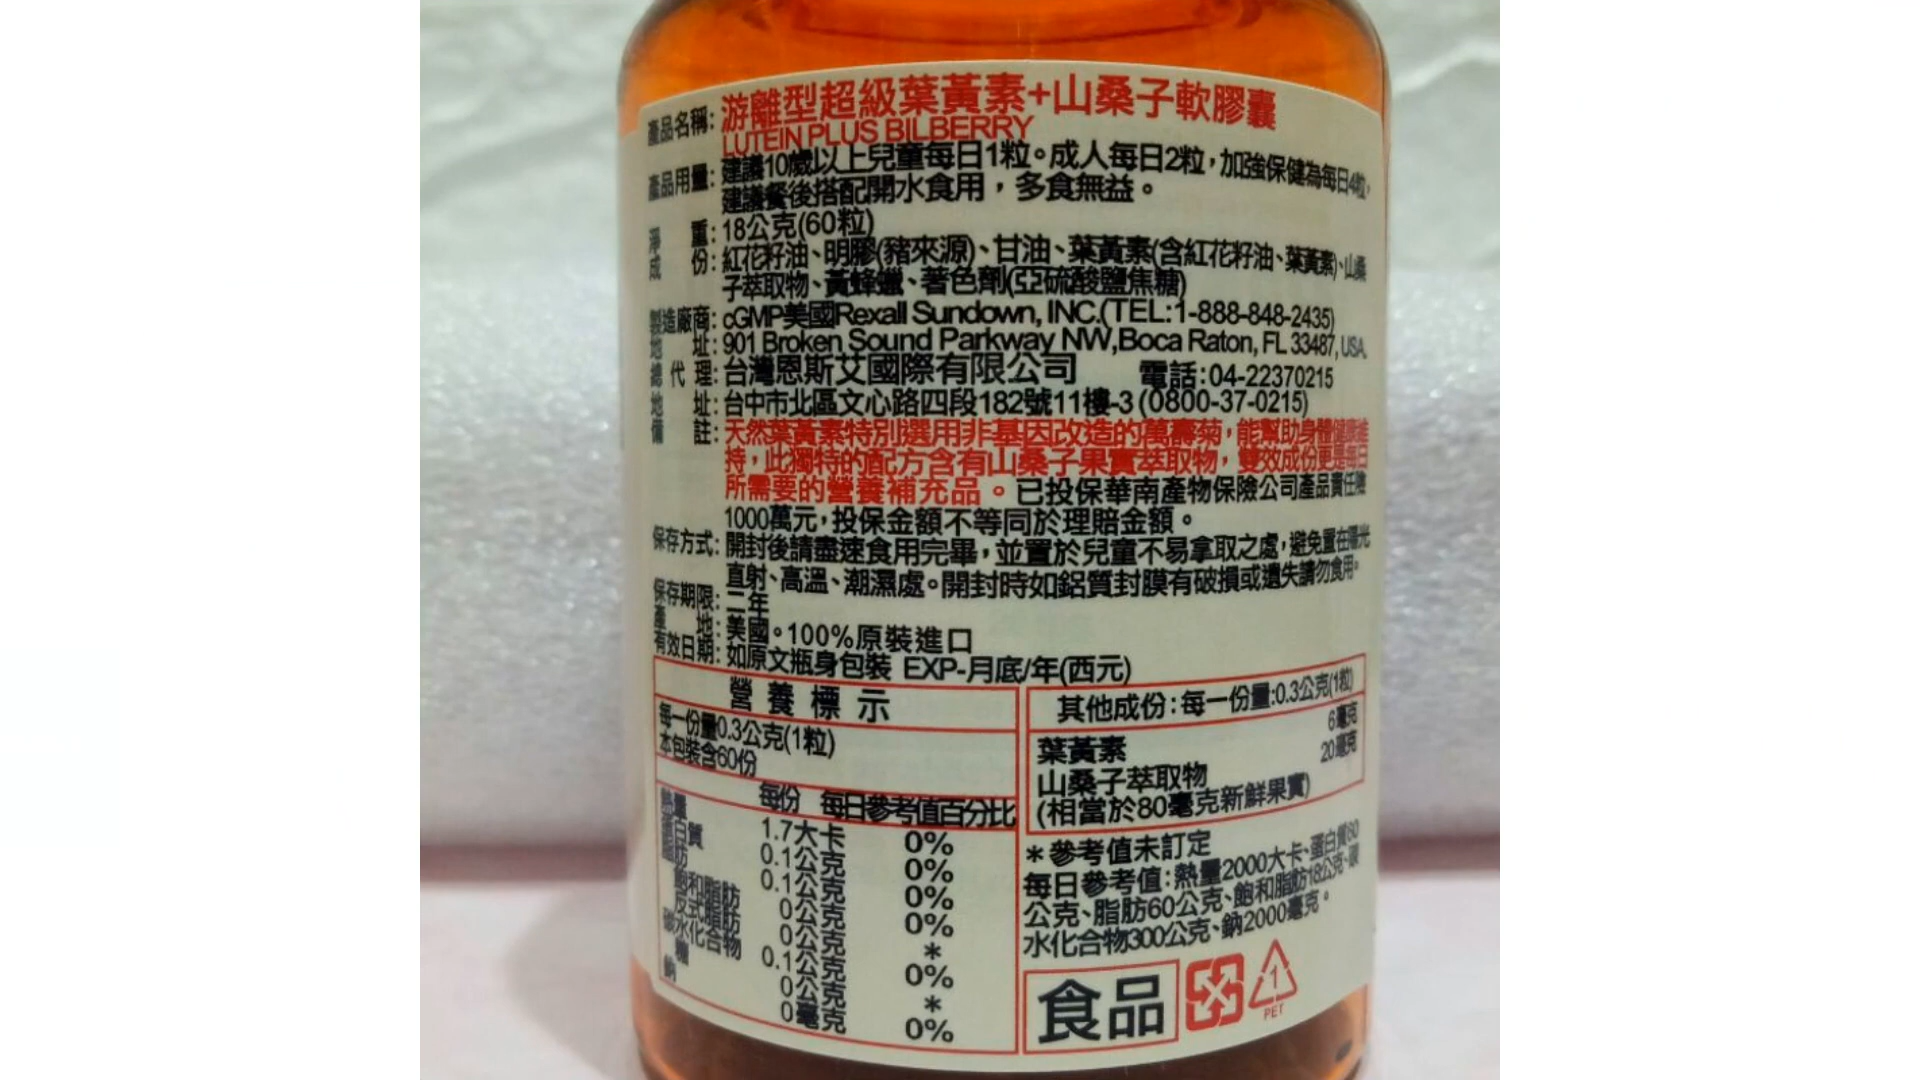 產品名稱:游離型超級葉黃素+山桑子軟膠囊
LUTEIN PLUS BILBERRY
產品用量:建議10歲以上兒童每日1粒。成人每日2粒,加強保健為每日4粒,
建議餐後搭配開水食用,多食無益。
淨 重:18公克(60粒)
成 份:紅花籽油、明膠(豬來源)、甘油、葉黃素(含紅花籽油、葉黃素)、山桑
子萃取物、黃蜂蠟、著色劑(亞硫酸鹽焦糖)
製造廠商:cGMP美國Rexall Sundown, INC.(TEL:1-888-848-2435)
地 址:901 Broken Sound Parkway NW,Boca Raton, FL 33487, USA.
總 代 理:台灣恩斯艾國際有限公司 電話:04-22370215
地 址:台中市北區文心路四段182號11樓-3 (0800-37-0215)
備 註:天然葉黃素特別選用非基因改造的萬壽菊,能幫助身體健康維
持,此獨特的配方含有山桑子果實萃取物,雙效成份更是每日
所需要的營養補充品。已投保華南產物保險公司產品責任險
1000萬元,投保金額不等同於理賠金額。
保存方式:開封後請盡速食用完畢,並置於兒童不易拿取之處,避免置在陽光
直射、高溫、潮濕處。開封時如鋁質封膜有破損或遺失請勿食用。
保存期限:二年
產 地:美國。100%原裝進口
有效日期:如原文瓶身包裝 EXP-月底/年(西元)
營養標示
每一份量0.3公克(1粒)
本包裝含60份
每份 每日參考值百分比
熱量 1.7大卡 0%
蛋白質 0.1公克 0%
脂肪 0.1公克 0%
飽和脂肪 0公克 0%
反式脂肪 0公克 *
碳水化合物 0.1公克 0%
糖 0公克 *
鈉 0毫克 0%
其他成份:每一份量:0.3公克(1粒)
葉黃素 6毫克
山桑子萃取物 20毫克
(相當於80毫克新鮮果實)
*參考值未訂定
每日參考值:熱量2000大卡、蛋白質60
公克、脂肪60公克、飽和脂肪18公克、碳
水化合物300公克、鈉2000毫克。
食品
1
PET